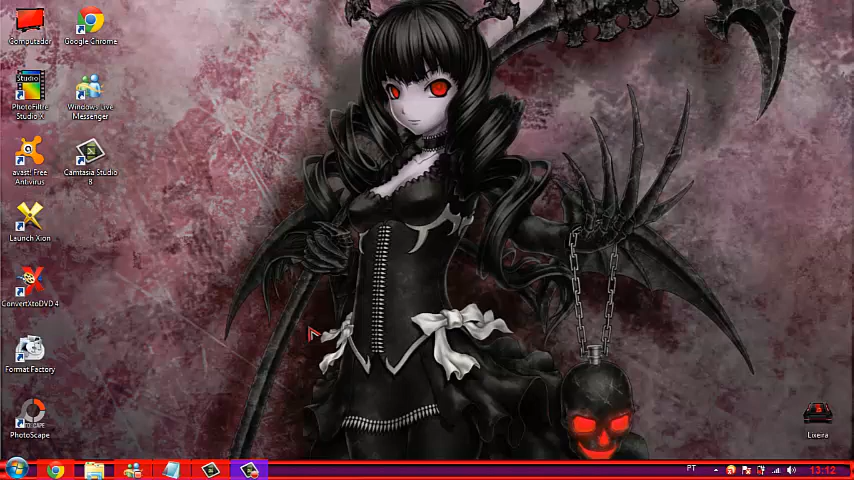 Computador
Google Chrome
Studio
PhotoFiltre
Studio X
Windows Live
Messenger
avast! Free
Antivirus
Camtasia Studio
8
Launch Xion
ConvertXtoDVD 4
Format Factory
PhotoScape
Lixeira
PT
13:12